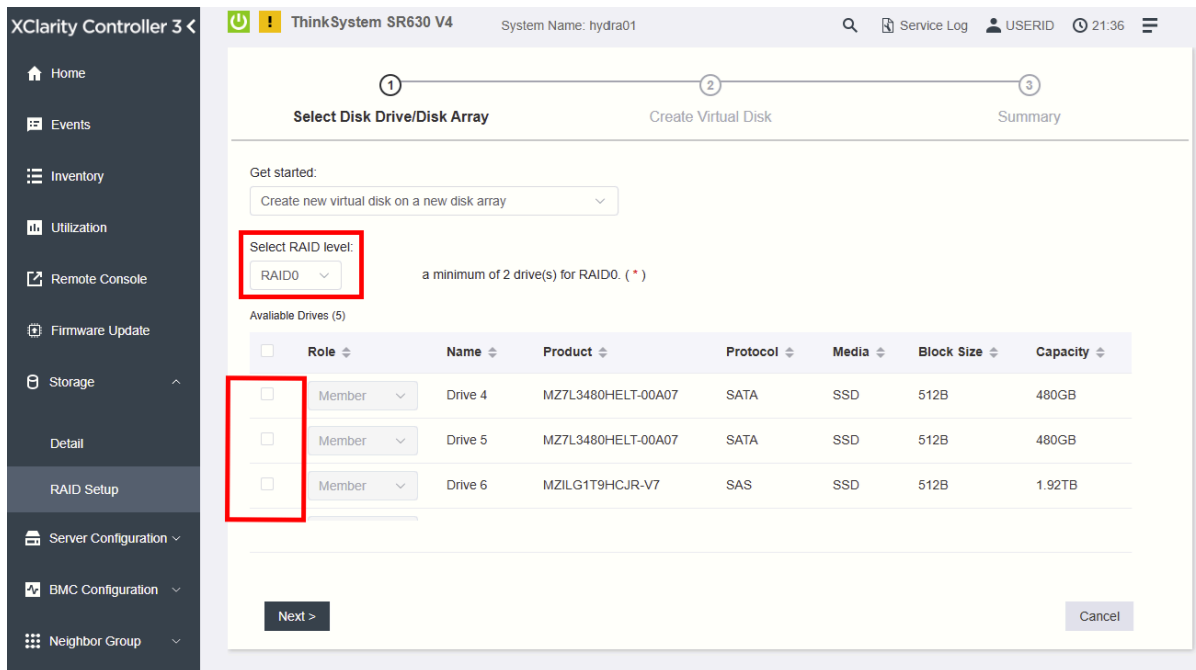 XClarity Controller 3
ThinkSystem SR630 V4 System Name: hydra01 Service Log USERID 21:36
Home
Events
Inventory
Utilization
Remote Console
Firmware Update
Storage
Detail
RAID Setup
Server Configuration
BMC Configuration
Neighbor Group
1 2 3
Select Disk Drive/Disk Array Create Virtual Disk Summary
Get started:
Create new virtual disk on a new disk array
Select RAID level:
RAID0 a minimum of 2 drive(s) for RAID0. ( * )
Avaliable Drives (5)
Role Name Product Protocol Media Block Size Capacity
Member Drive 4 MZ7L3480HELT-00A07 SATA SSD 512B 480GB
Member Drive 5 MZ7L3480HELT-00A07 SATA SSD 512B 480GB
Member Drive 6 MZILG1T9HCJR-V7 SAS SSD 512B 1.92TB
Next > Cancel